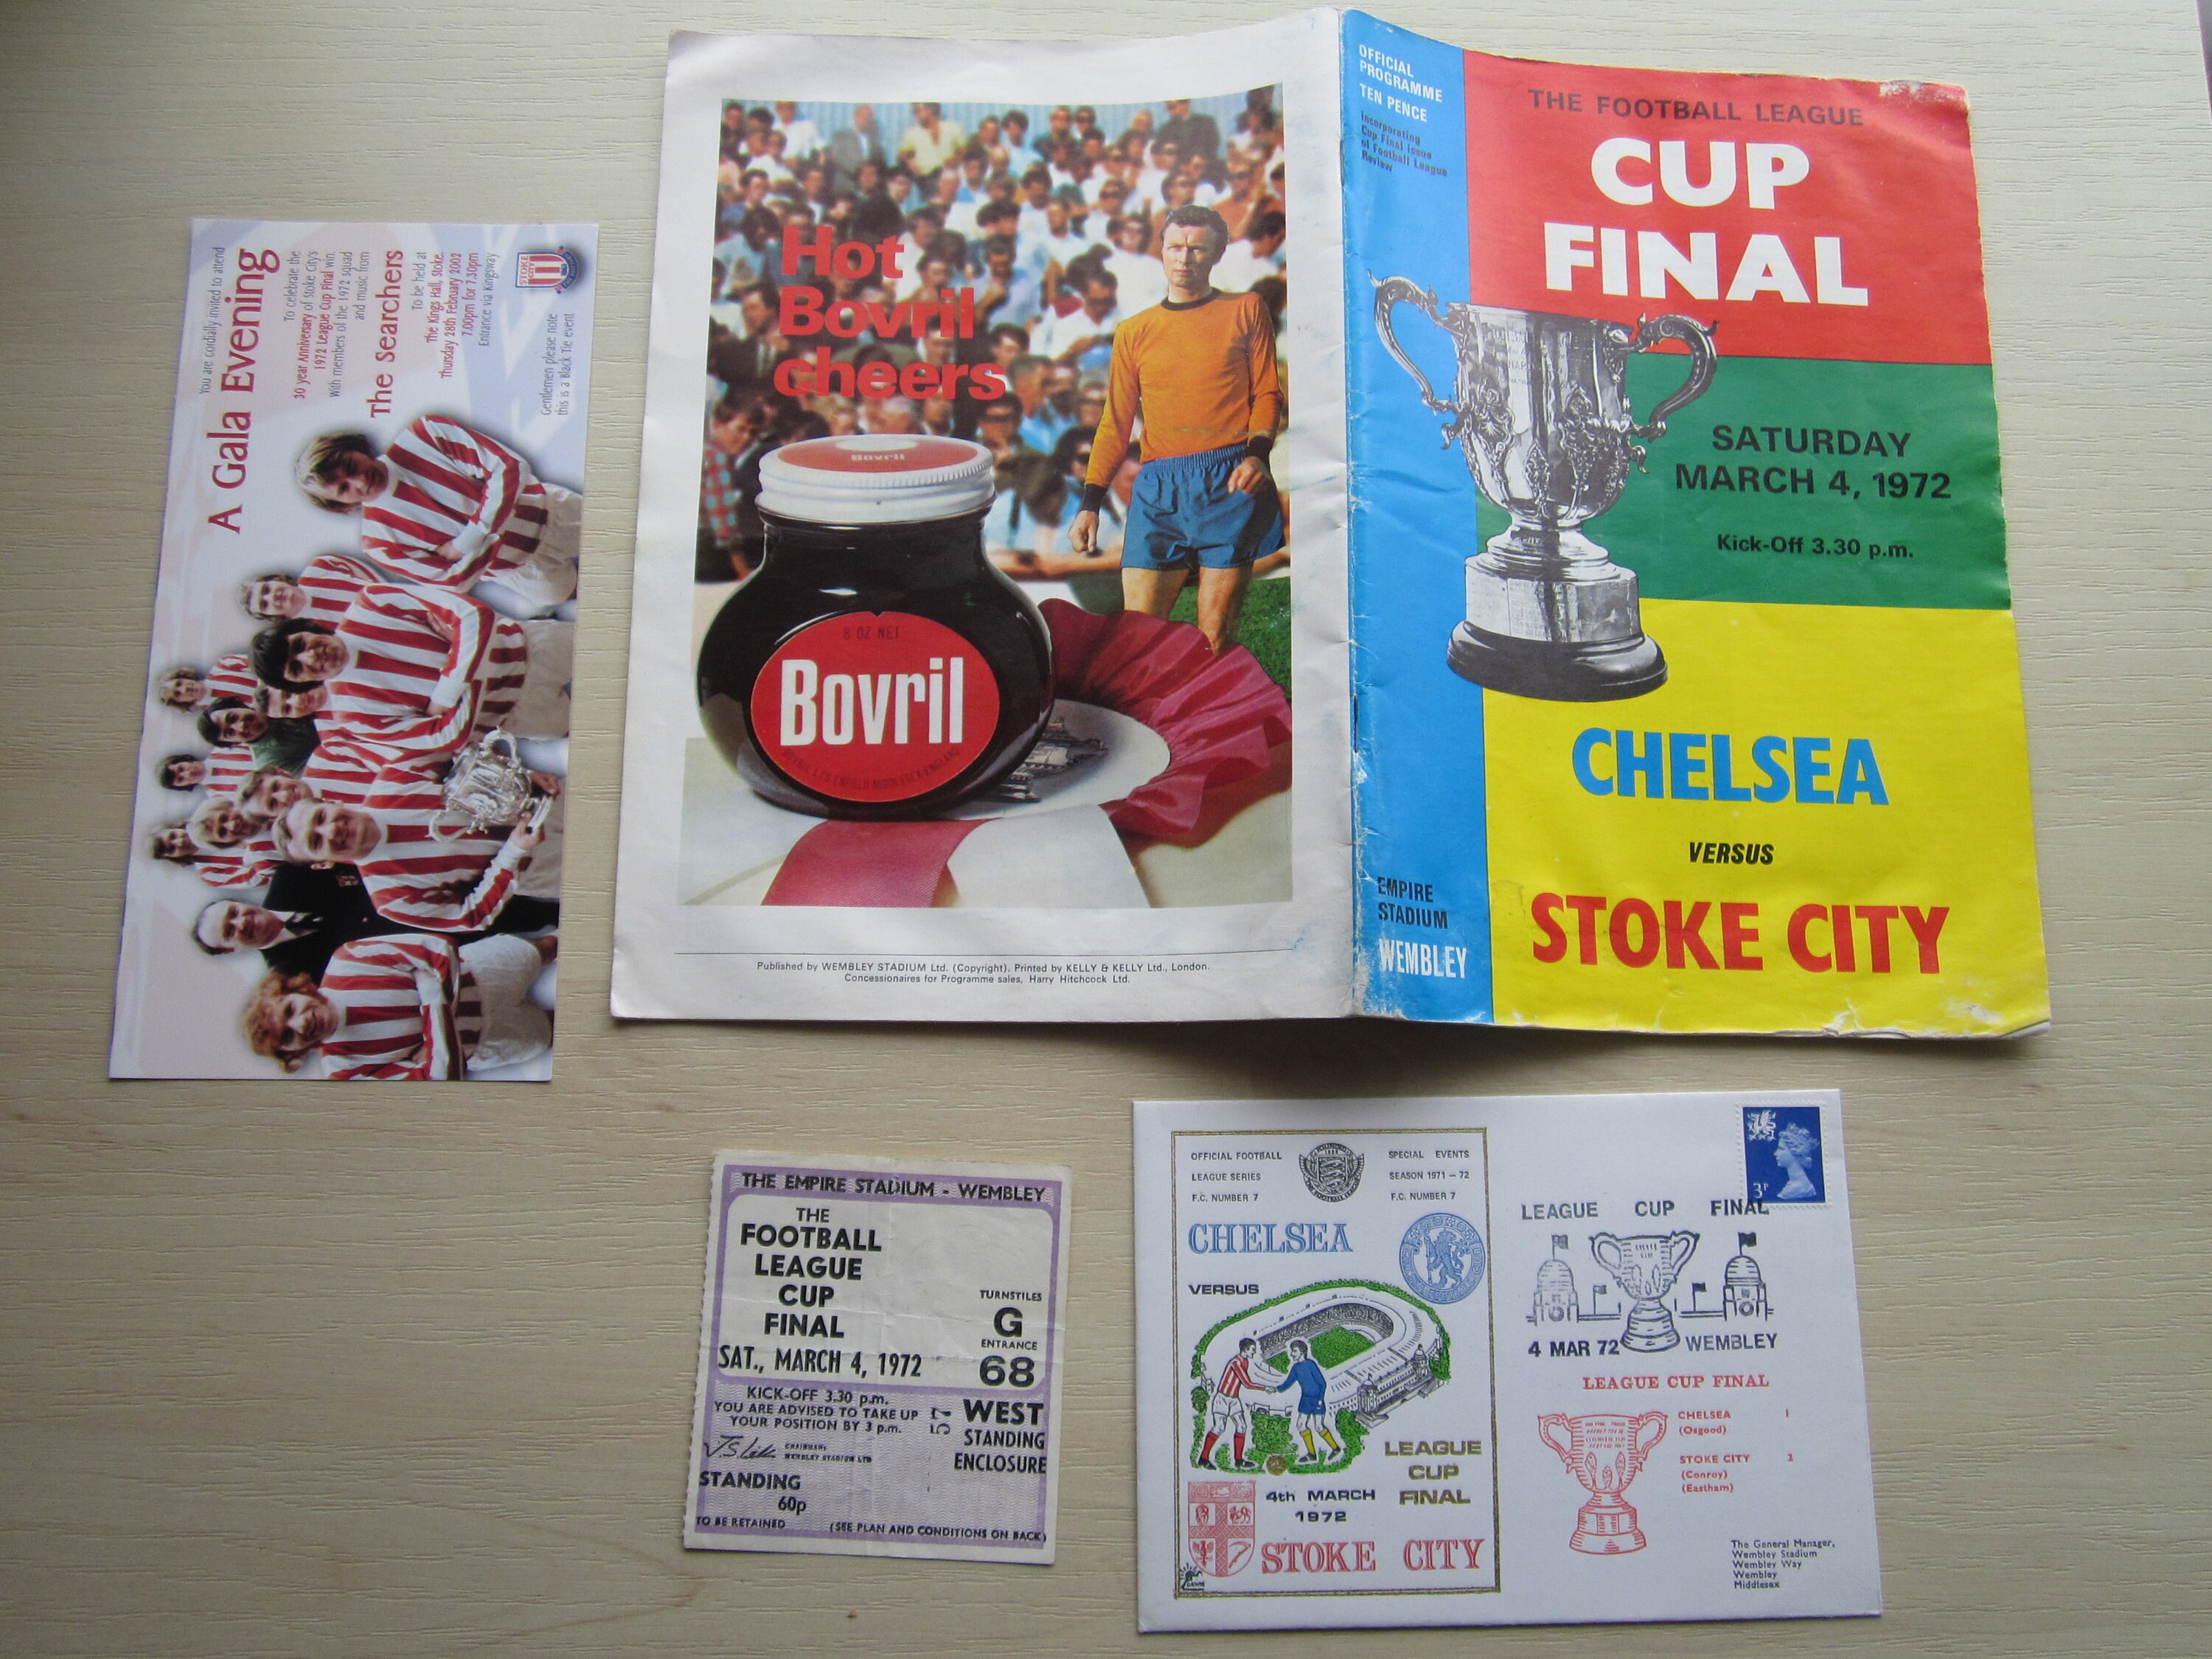 You are cordially invited to attend
A Gala Evening
To celebrate the
30 year Anniversary of Stoke City's
1972 League Cup Final win.
With members of the 1972 squad
and music from
The Searchers
To be held at
The Kings Hall, Stoke.
Thursday 28th February 2002
7.00pm for 7.30pm
Entrance via Kingsway
Gentlemen please note
this is a Black Tie event
STOKE
CITY
Hot
Bovril
cheers
Bovril
8 OZ NET
Bovril
BOVRIL LTD ENFIELD MIDDLESEX ENGLAND
Published by WEMBLEY STADIUM Ltd. (Copyright). Printed by KELLY & KELLY Ltd., London.
Concessionaires for Programme sales, Harry Hitchcock Ltd.
OFFICIAL
PROGRAMME
TEN PENCE
Incorporating
Cup Final issue
of Football League
Review
EMPIRE
STADIUM
WEMBLEY
THE FOOTBALL LEAGUE
CUP
FINAL
SATURDAY
MARCH 4, 1972
Kick-Off 3.30 p.m.
CHELSEA
VERSUS
STOKE CITY
THE EMPIRE STADIUM - WEMBLEY
THE
FOOTBALL
LEAGUE
CUP
FINAL
SAT., MARCH 4, 1972
TURNSTILES
G
ENTRANCE
68
KICK-OFF 3.30 p.m.
YOU ARE ADVISED TO TAKE UP
YOUR POSITION BY 3 p.m.
57
WEST
STANDING
ENCLOSURE
CHAIRMAN:
WEMBLEY STADIUM LTD
STANDING
60p
TO BE RETAINED
(SEE PLAN AND CONDITIONS ON BACK)
OFFICIAL FOOTBALL
LEAGUE SERIES
F.C. NUMBER 7
SPECIAL EVENTS
SEASON 1971 - 72
F.C. NUMBER 7
CHELSEA
VERSUS
LEAGUE
CUP
FINAL
4th MARCH
1972
STOKE CITY
DAWN
3P
LEAGUE CUP FINAL
4 MAR 72 WEMBLEY
LEAGUE CUP FINAL
CHELSEA 1
(Osgood)
STOKE CITY 2
(Conroy)
(Eastham)
The General Manager,
Wembley Stadium
Wembley Way
Wembley
Middlesex